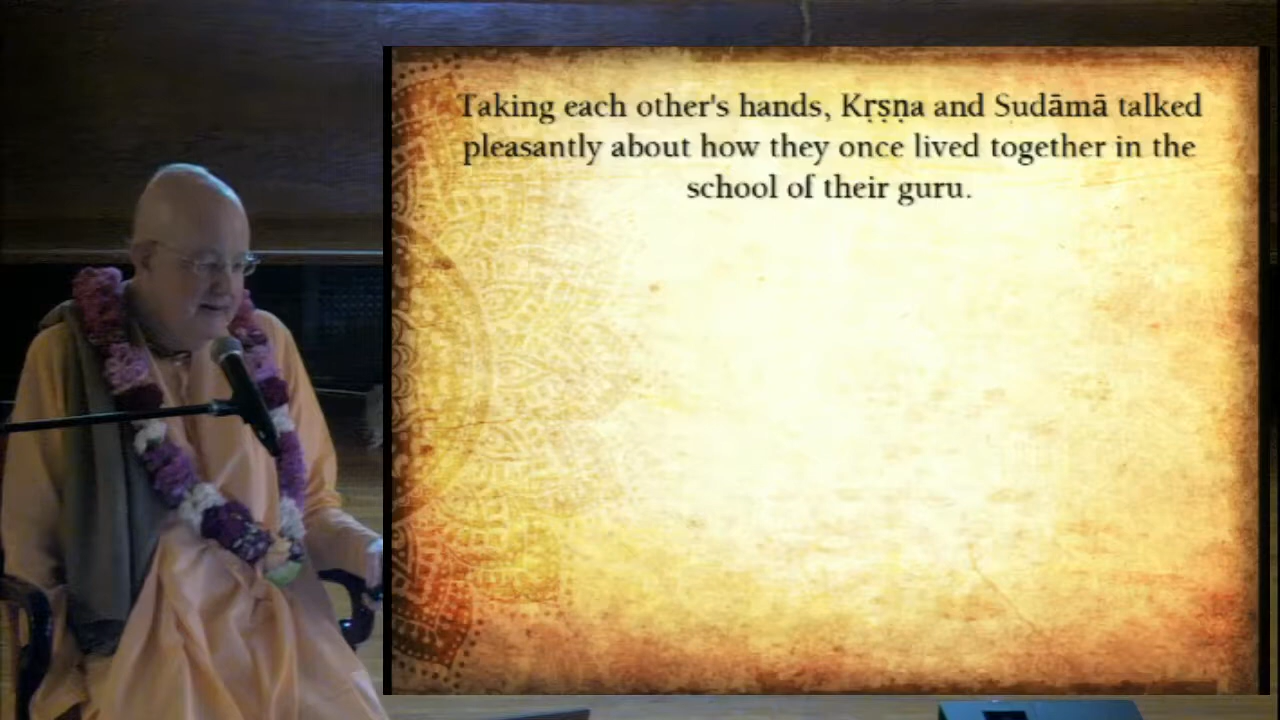 Taking each other's hands, Kṛṣṇa and Sudāmā talked
pleasantly about how they once lived together in the
school of their guru.